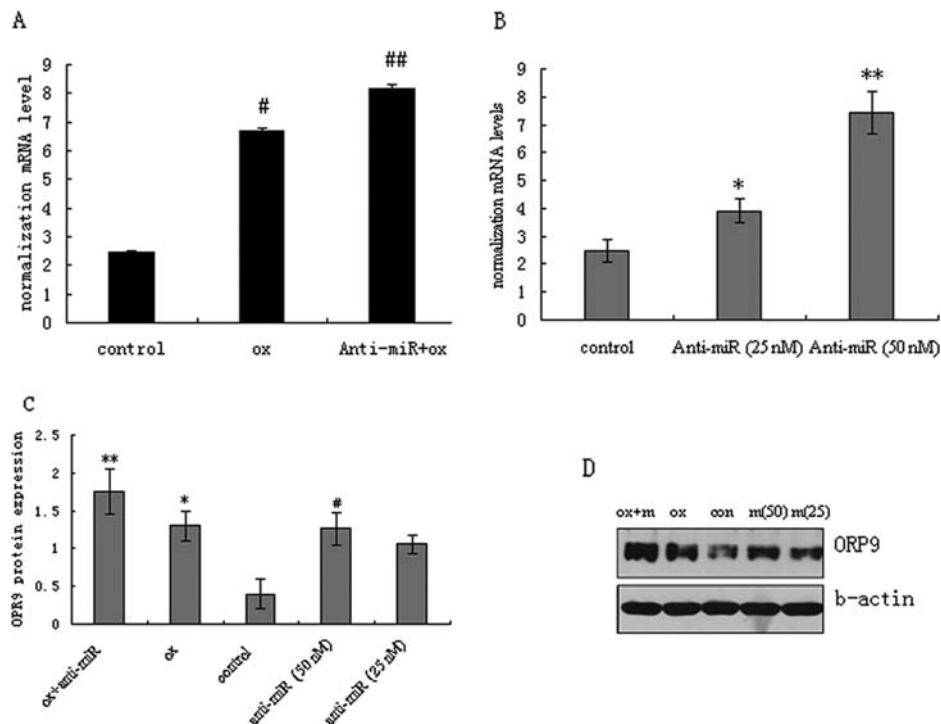 A
normalization mRNA level
9
8
7
6
5
4
3
2
1
0
#
##
control
ox
Anti-miR+ox
B
normalization mRNA levels
9
8
7
6
5
4
3
2
1
0
*
**
control
Anti-miR (25 nM)
Anti-miR (50 nM)
C
OPR9 protein expression
2.5
2
1.5
1
0.5
0
**
*
#
ox+anti-miR
ox
control
anti-miR (50 nM)
anti-miR (25 nM)
D
ox+m ox con m(50) m(25)
ORP9
b-actin